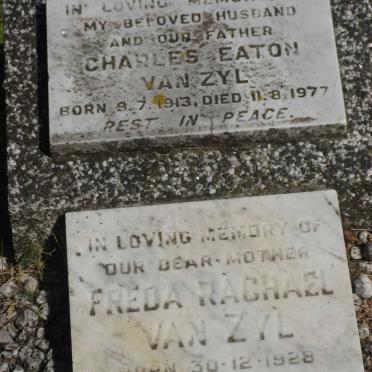 IN LOVING MEMORY
MY BELOVED HUSBAND
AND OUR FATHER
CHARLES EATON
VAN ZYL
BORN 9.7.1913, DIED 11.8.1977
REST IN PEACE.
IN LOVING MEMORY OF
OUR DEAR MOTHER
FREDA RACHAEL
VAN ZYL
BORN 30-12-1928